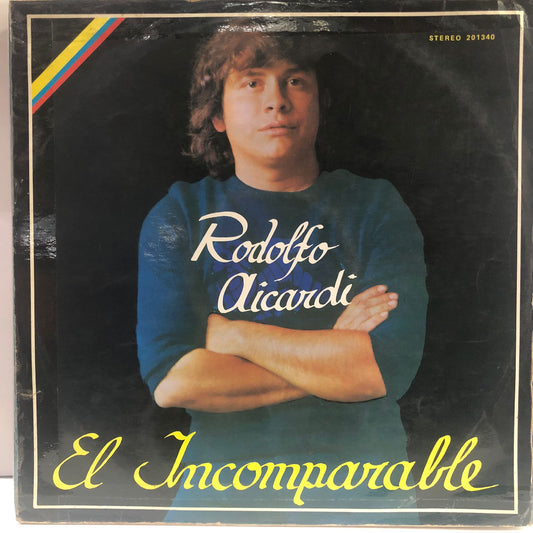 STEREO 201340
Rodolfo
Aicardi
El Incomparable